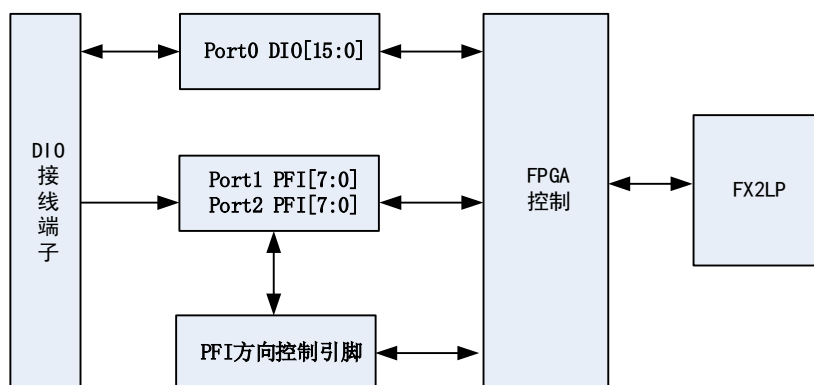 DIO
接
线
端
子
Port0 DIO[15:0]
Port1 PFI[7:0]
Port2 PFI[7:0]
PFI方向控制引脚
FPGA
控制
FX2LP